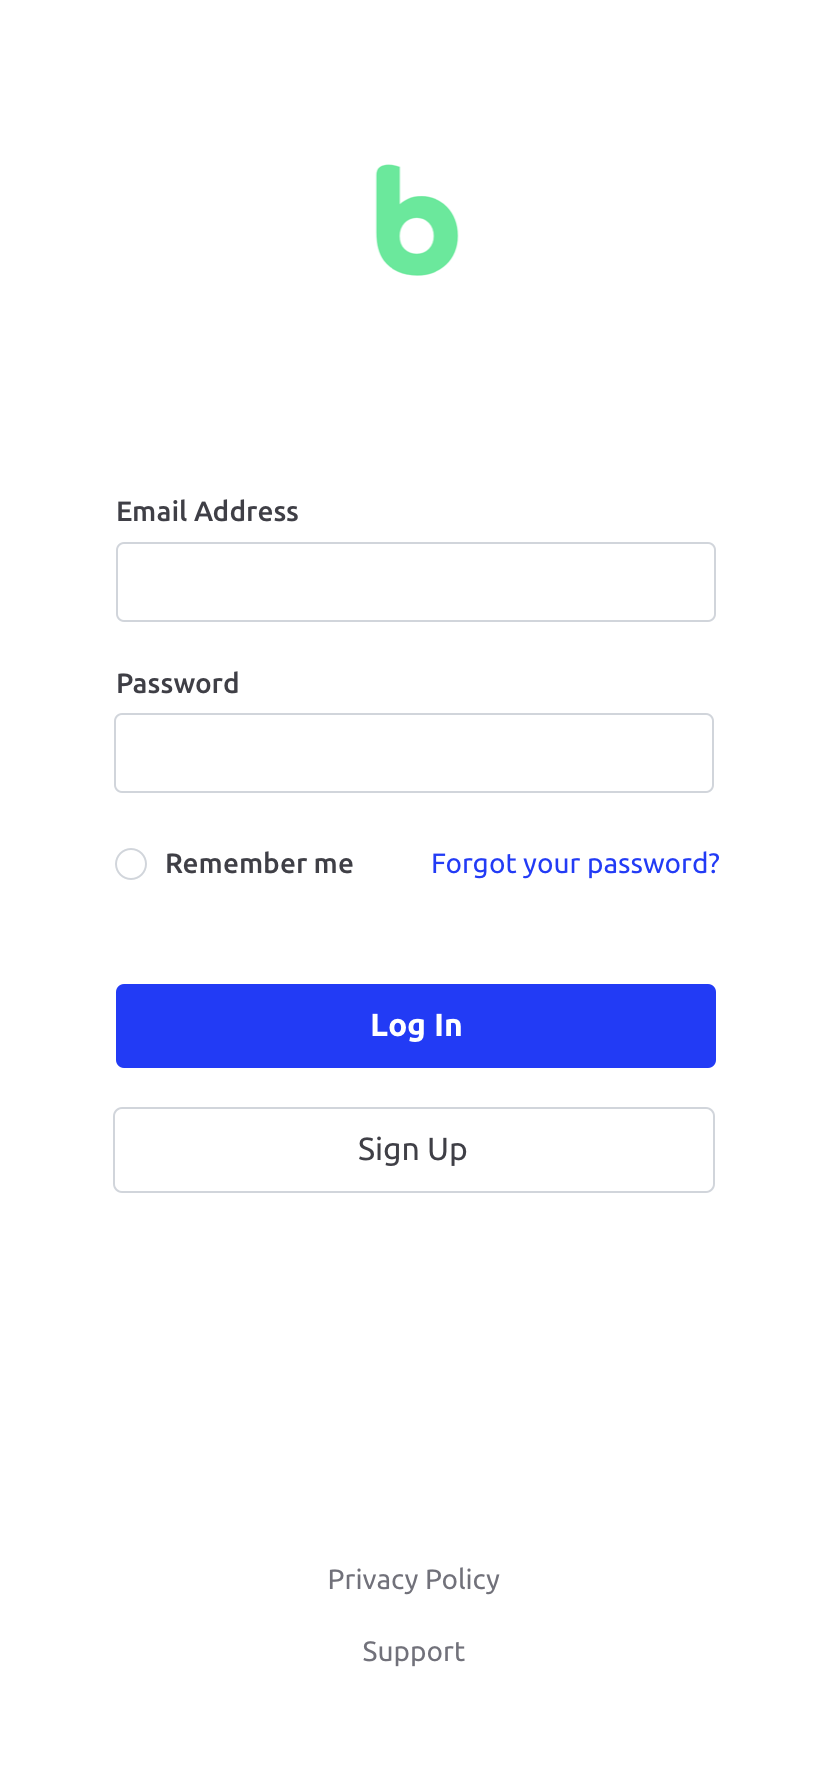 b
Email Address
Password
Remember me
Forgot your password?
Log In
Sign Up
Privacy Policy
Support